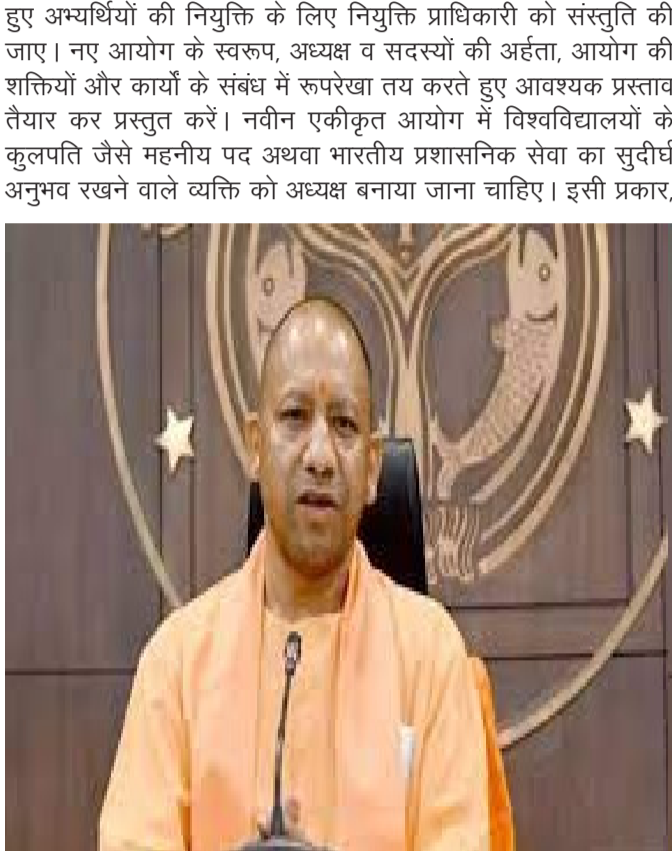 हुए अभ्यर्थियों की नियुक्ति के लिए नियुक्ति प्राधिकारी को संस्तुति की
जाए। नए आयोग के स्वरूप, अध्यक्ष व सदस्यों की अर्हता, आयोग की
शक्तियों और कार्यों के संबंध में रूपरेखा तय करते हुए आवश्यक प्रस्ताव
तैयार कर प्रस्तुत करें। नवीन एकीकृत आयोग में विश्वविद्यालयों के
कुलपति जैसे महनीय पद अथवा भारतीय प्रशासनिक सेवा का सुदीर्घ
अनुभव रखने वाले व्यक्ति को अध्यक्ष बनाया जाना चाहिए। इसी प्रकार,